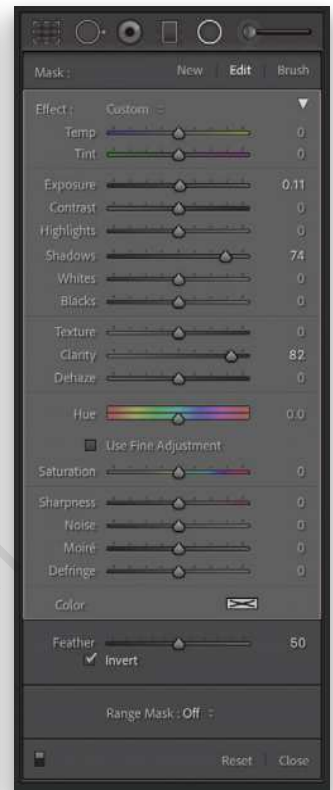 Mask : New | Edit | Brush
Effect : Custom
Temp 0
Tint 0
Exposure 0.11
Contrast 0
Highlights 0
Shadows 74
Whites 0
Blacks 0
Texture 0
Clarity 82
Dehaze 0
Hue 0.0
Use Fine Adjustment
Saturation 0
Sharpness 0
Noise 0
Moiré 0
Defringe 0
Color
Feather 50
Invert
Range Mask : Off
Reset | Close